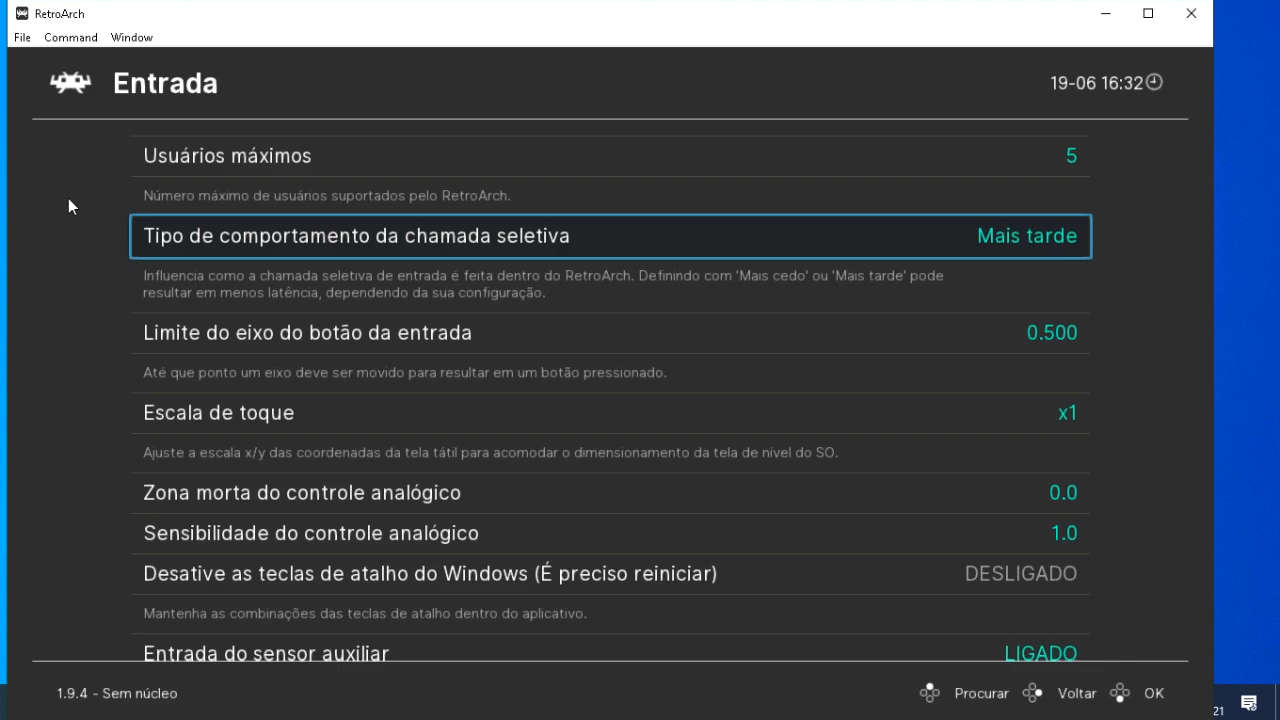 RetroArch
File Command Window
Entrada
19-06 16:32
Usuários máximos 5
Número máximo de usuários suportados pelo RetroArch.
Tipo de comportamento da chamada seletiva Mais tarde
Influencia como a chamada seletiva de entrada é feita dentro do RetroArch. Definindo com 'Mais cedo' ou 'Mais tarde' pode
resultar em menos latência, dependendo da sua configuração.
Limite do eixo do botão da entrada 0.500
Até que ponto um eixo deve ser movido para resultar em um botão pressionado.
Escala de toque x1
Ajuste a escala x/y das coordenadas da tela tátil para acomodar o dimensionamento da tela de nível do SO.
Zona morta do controle analógico 0.0
Sensibilidade do controle analógico 1.0
Desative as teclas de atalho do Windows (É preciso reiniciar) DESLIGADO
Mantenha as combinações das teclas de atalho dentro do aplicativo.
Entrada do sensor auxiliar LIGADO
1.9.4 - Sem núcleo Procurar Voltar OK
21